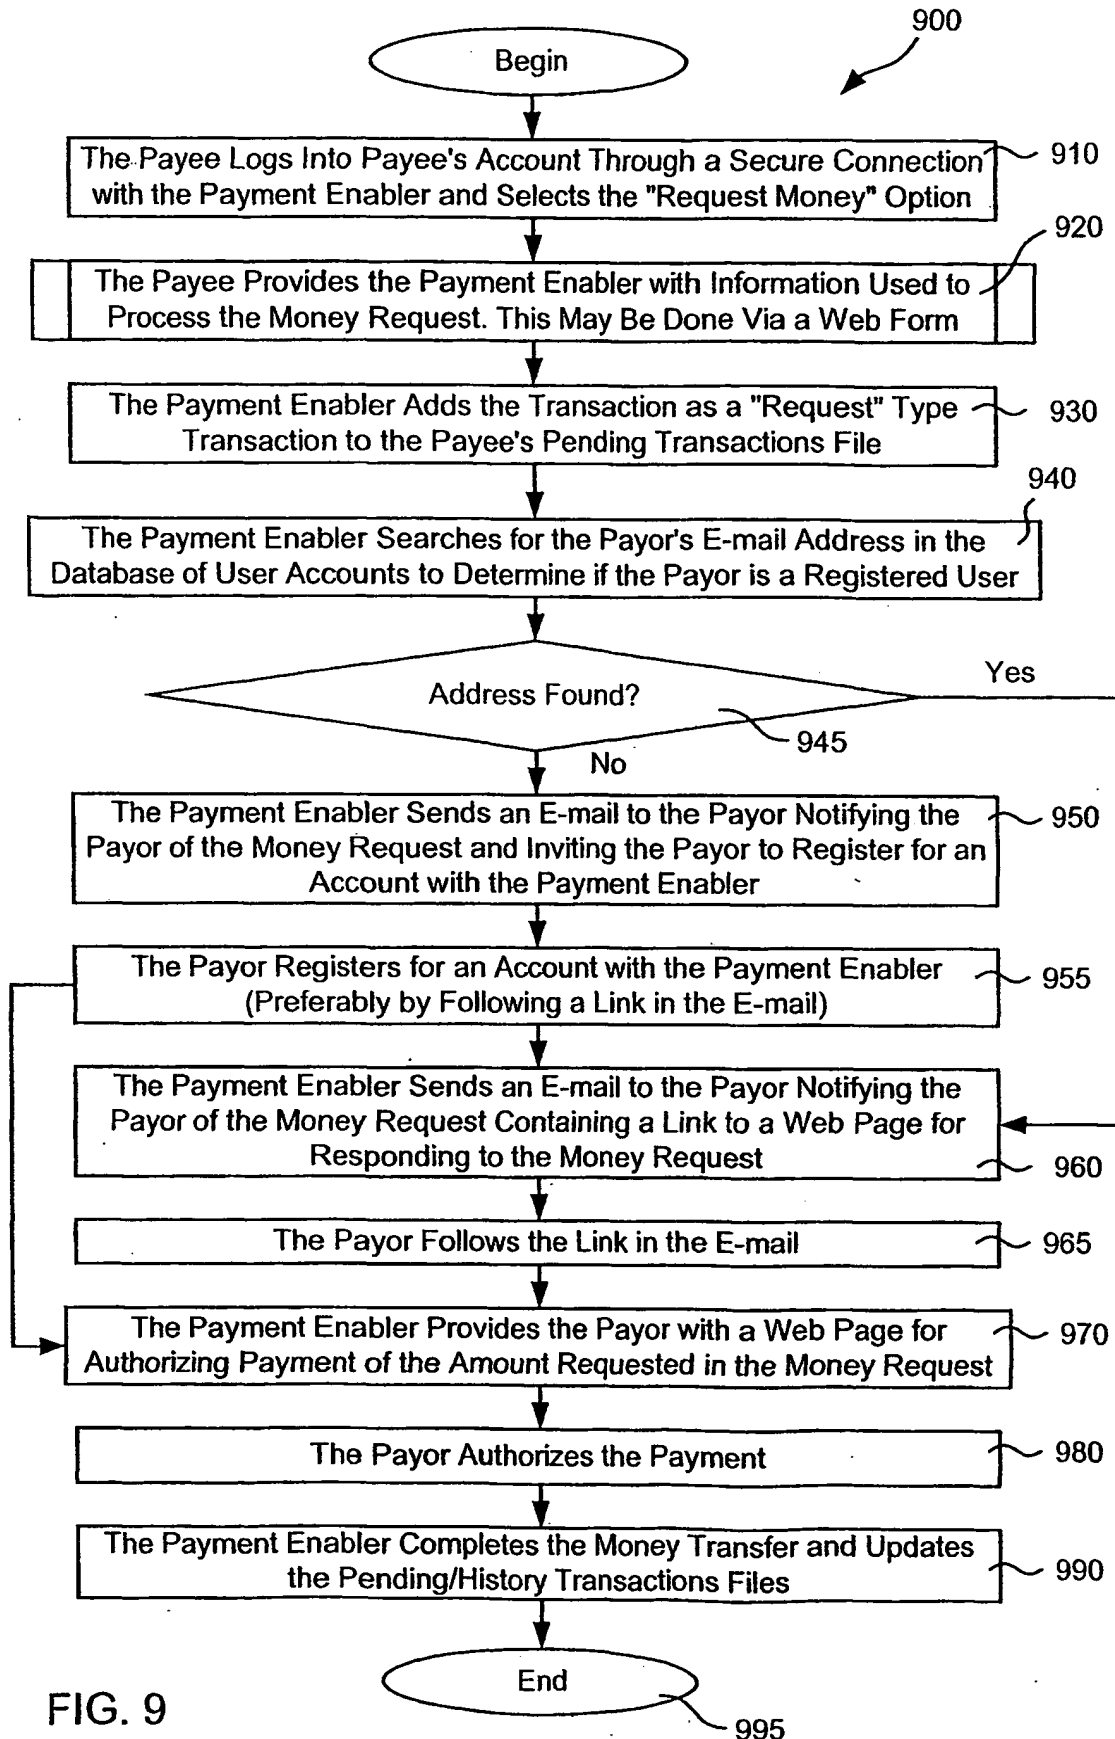 900
Begin
The Payee Logs Into Payee's Account Through a Secure Connection
with the Payment Enabler and Selects the "Request Money" Option
910
920
The Payee Provides the Payment Enabler with Information Used to
Process the Money Request. This May Be Done Via a Web Form
The Payment Enabler Adds the Transaction as a "Request" Type
Transaction to the Payee's Pending Transactions File
930
940
The Payment Enabler Searches for the Payor's E-mail Address in the
Database of User Accounts to Determine if the Payor is a Registered User
Address Found?
Yes
945
No
The Payment Enabler Sends an E-mail to the Payor Notifying the
Payor of the Money Request and Inviting the Payor to Register for an
Account with the Payment Enabler
950
The Payor Registers for an Account with the Payment Enabler
(Preferably by Following a Link in the E-mail)
955
The Payment Enabler Sends an E-mail to the Payor Notifying the
Payor of the Money Request Containing a Link to a Web Page for
Responding to the Money Request
960
The Payor Follows the Link in the E-mail
965
The Payment Enabler Provides the Payor with a Web Page for
Authorizing Payment of the Amount Requested in the Money Request
970
The Payor Authorizes the Payment
980
The Payment Enabler Completes the Money Transfer and Updates
the Pending/History Transactions Files
990
End
995
FIG. 9